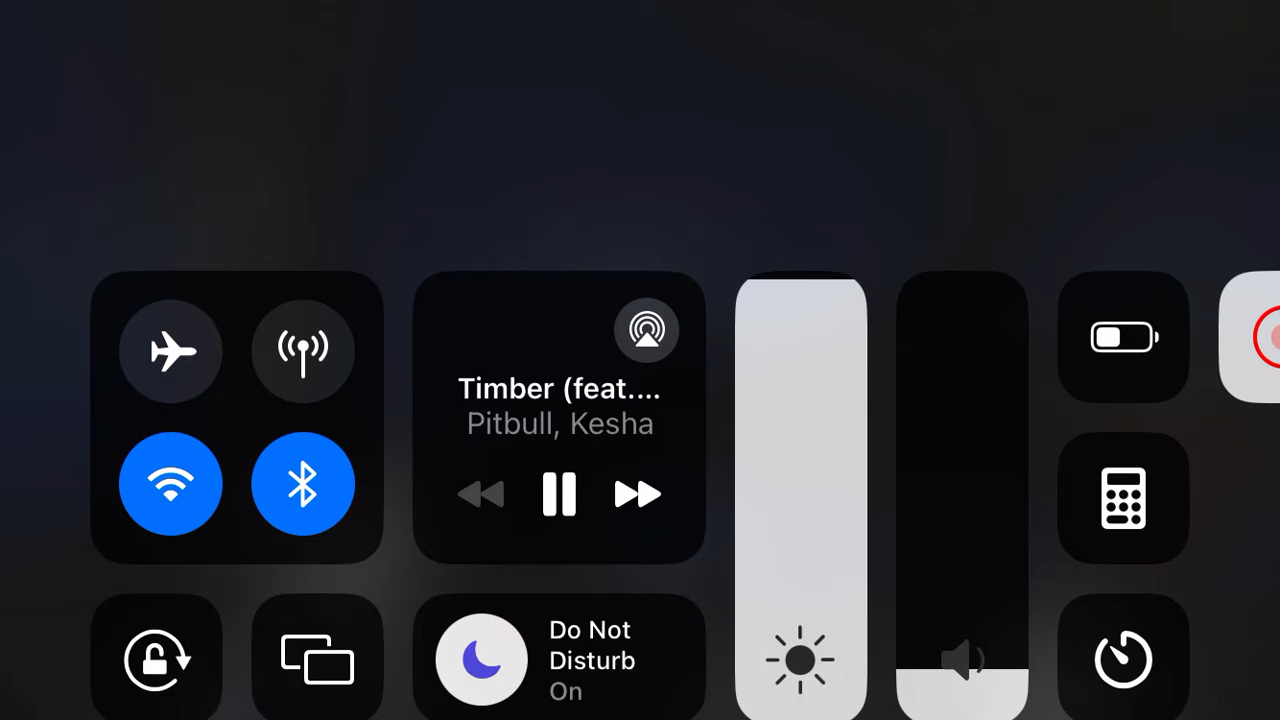 Timber (feat....
Pitbull, Kesha
Do Not
Disturb
On